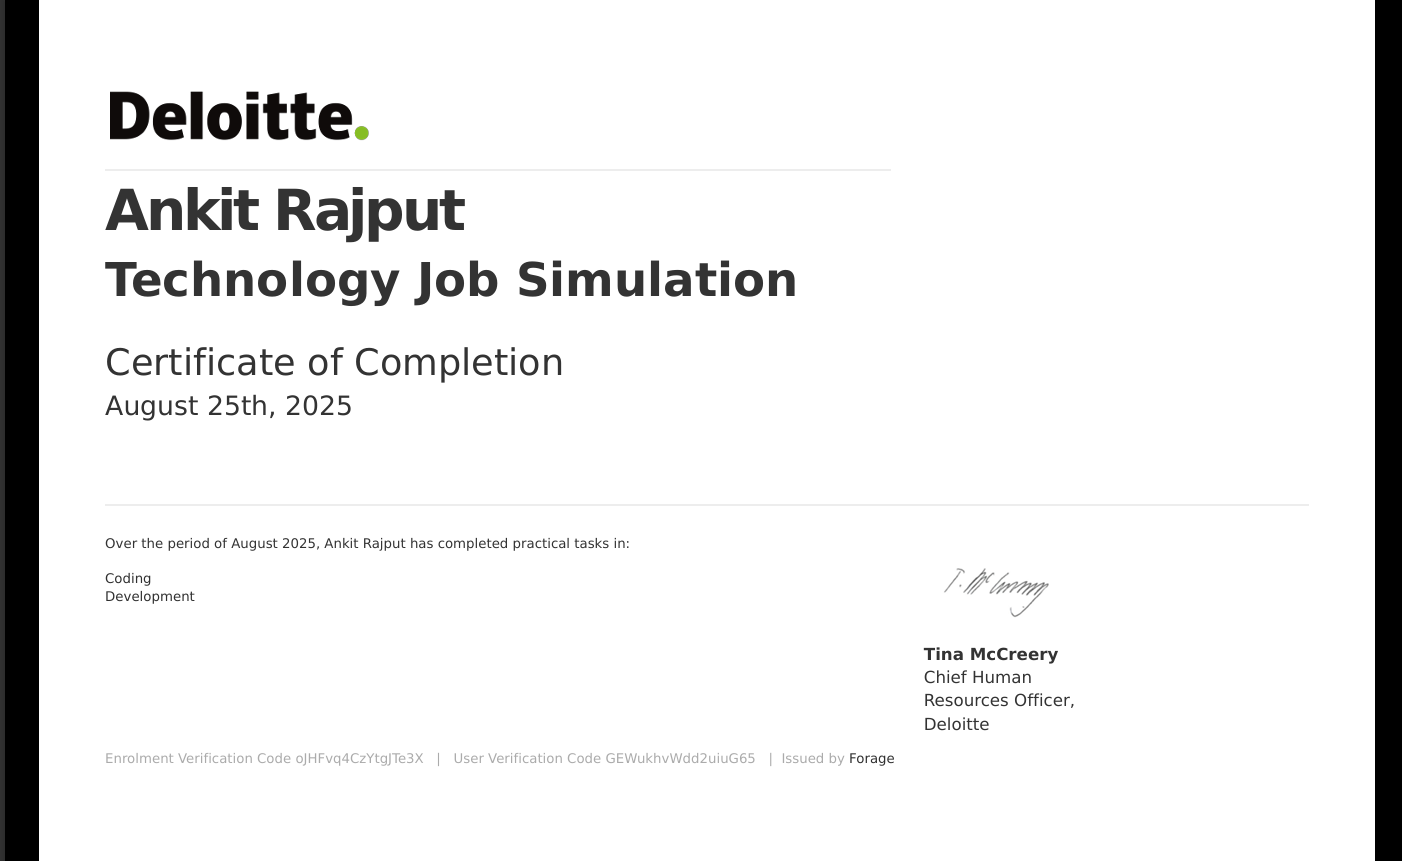 Deloitte.
Ankit Rajput
Technology Job Simulation
Certificate of Completion
August 25th, 2025
Over the period of August 2025, Ankit Rajput has completed practical tasks in:
Coding
Development
T. McCreery
Tina McCreery
Chief Human
Resources Officer,
Deloitte
Enrolment Verification Code oJHFvq4CzYtgJTe3X | User Verification Code GEWukhvWdd2uiuG65 | Issued by Forage